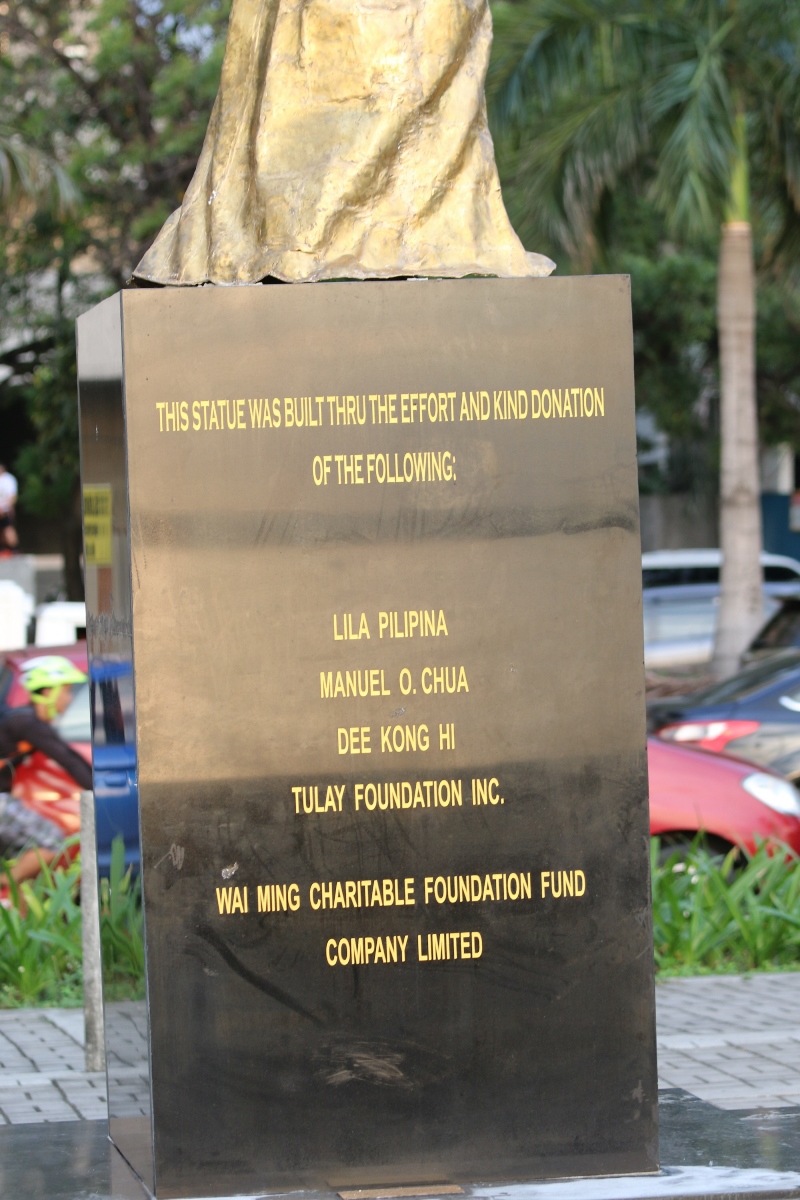 THIS STATUE WAS BUILT THRU THE EFFORT AND KIND DONATION
OF THE FOLLOWING:
LILA PILIPINA
MANUEL O. CHUA
DEE KONG HI
TULAY FOUNDATION INC.
WAI MING CHARITABLE FOUNDATION FUND
COMPANY LIMITED